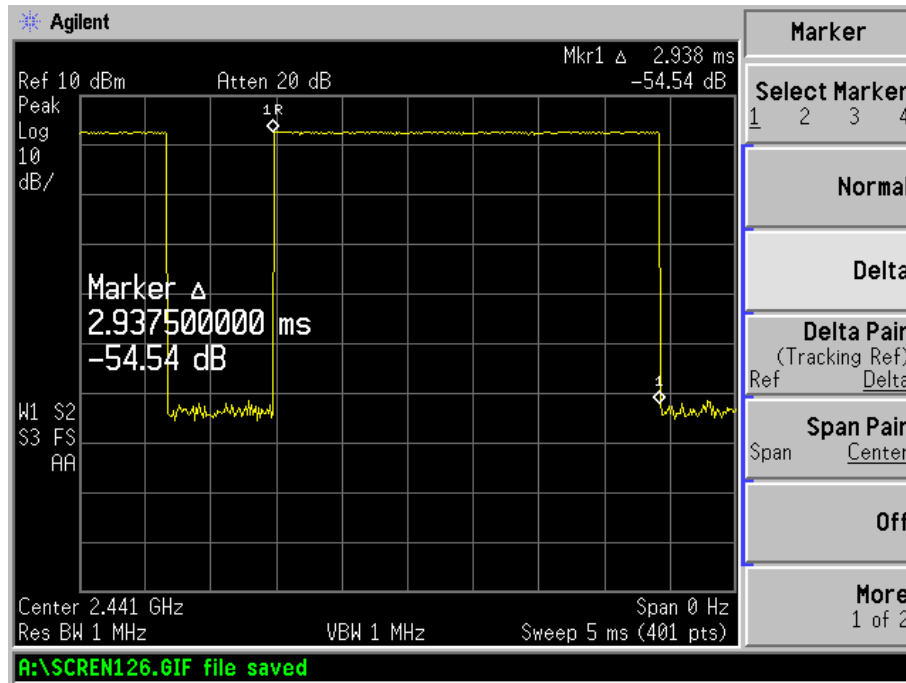 Agilent
Mkr1 Δ 2.938 ms
Ref 10 dBm Atten 20 dB -54.54 dB
Peak
Log
10
dB/
1R
Marker Δ
2.937500000 ms
-54.54 dB
1
W1 S2
S3 FS
AA
Center 2.441 GHz Span 0 Hz
Res BW 1 MHz VBW 1 MHz Sweep 5 ms (401 pts)
A:\SCREN126.GIF file saved
Marker
Select Marker
1 2 3 4
Normal
Delta
Delta Pair
(Tracking Ref)
Ref Delta
Span Pair
Span Center
Off
More
1 of 2